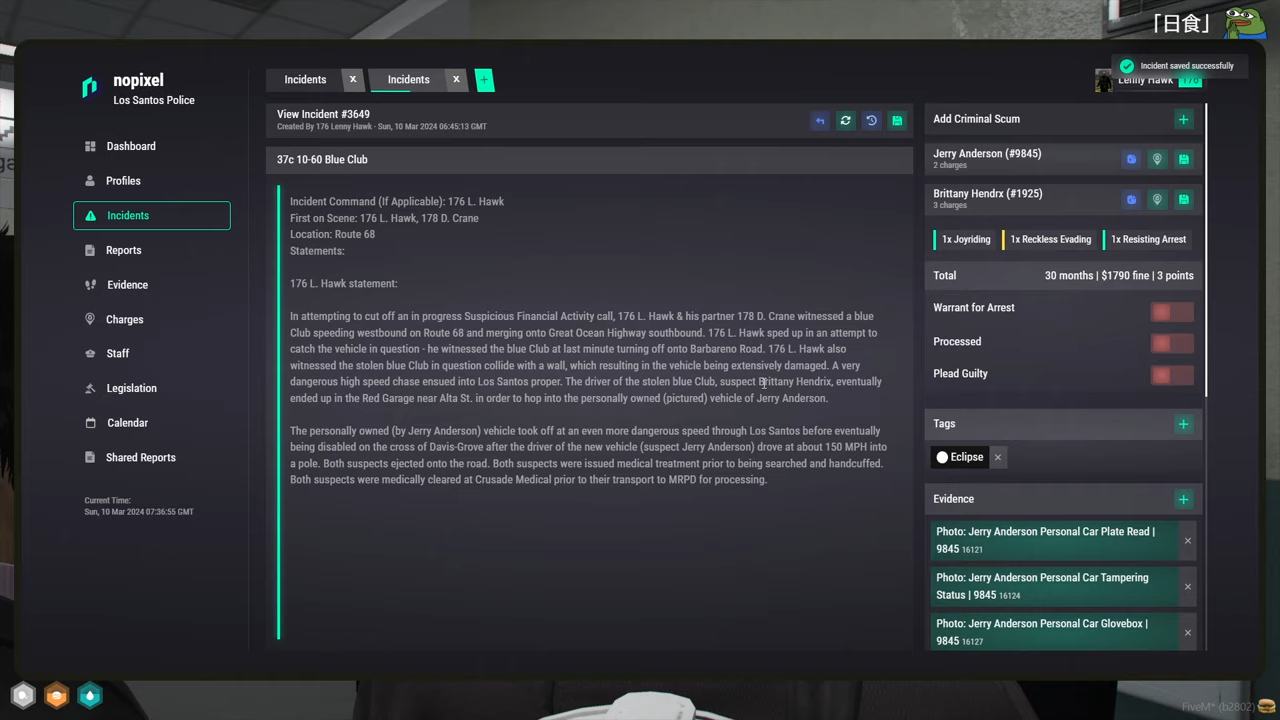 「日食」
nopixel
Los Santos Police
Dashboard
Profiles
Incidents
Reports
Evidence
Charges
Staff
Legislation
Calendar
Shared Reports
Current Time:
Sun, 10 Mar 2024 07:36:55 GMT
Incidents x Incidents x +
View Incident #3649
Created By 176 Lenny Hawk - Sun, 10 Mar 2024 06:45:13 GMT
37c 10-60 Blue Club
Incident Command (If Applicable): 176 L. Hawk
First on Scene: 176 L. Hawk, 178 D. Crane
Location: Route 68
Statements:
176 L. Hawk statement:
In attempting to cut off an in progress Suspicious Financial Activity call, 176 L. Hawk & his partner 178 D. Crane witnessed a blue
Club speeding westbound on Route 68 and merging onto Great Ocean Highway southbound. 176 L. Hawk sped up in an attempt to
catch the vehicle in question - he witnessed the blue Club at last minute turning off onto Barbareno Road. 176 L. Hawk also
witnessed the stolen blue Club in question collide with a wall, which resulting in the vehicle being extensively damaged. A very
dangerous high speed chase ensued into Los Santos proper. The driver of the stolen blue Club, suspect Brittany Hendrix, eventually
ended up in the Red Garage near Alta St. in order to hop into the personally owned (pictured) vehicle of Jerry Anderson.
The personally owned (by Jerry Anderson) vehicle took off at an even more dangerous speed through Los Santos before eventually
being disabled on the cross of Davis-Grove after the driver of the new vehicle (suspect Jerry Anderson) drove at about 150 MPH into
a pole. Both suspects ejected onto the road. Both suspects were issued medical treatment prior to being searched and handcuffed.
Both suspects were medically cleared at Crusade Medical prior to their transport to MRPD for processing.
Incident saved successfully
Lenny Hawk 176
Add Criminal Scum +
Jerry Anderson (#9845)
2 charges
Brittany Hendrx (#1925)
3 charges
1x Joyriding 1x Reckless Evading 1x Resisting Arrest
Total 30 months | $1790 fine | 3 points
Warrant for Arrest
Processed
Plead Guilty
Tags +
Eclipse ×
Evidence +
Photo: Jerry Anderson Personal Car Plate Read |
9845 16121 ×
Photo: Jerry Anderson Personal Car Tampering
Status | 9845 16124 ×
Photo: Jerry Anderson Personal Car Glovebox |
9845 16127 ×
FiveM* (b2802)